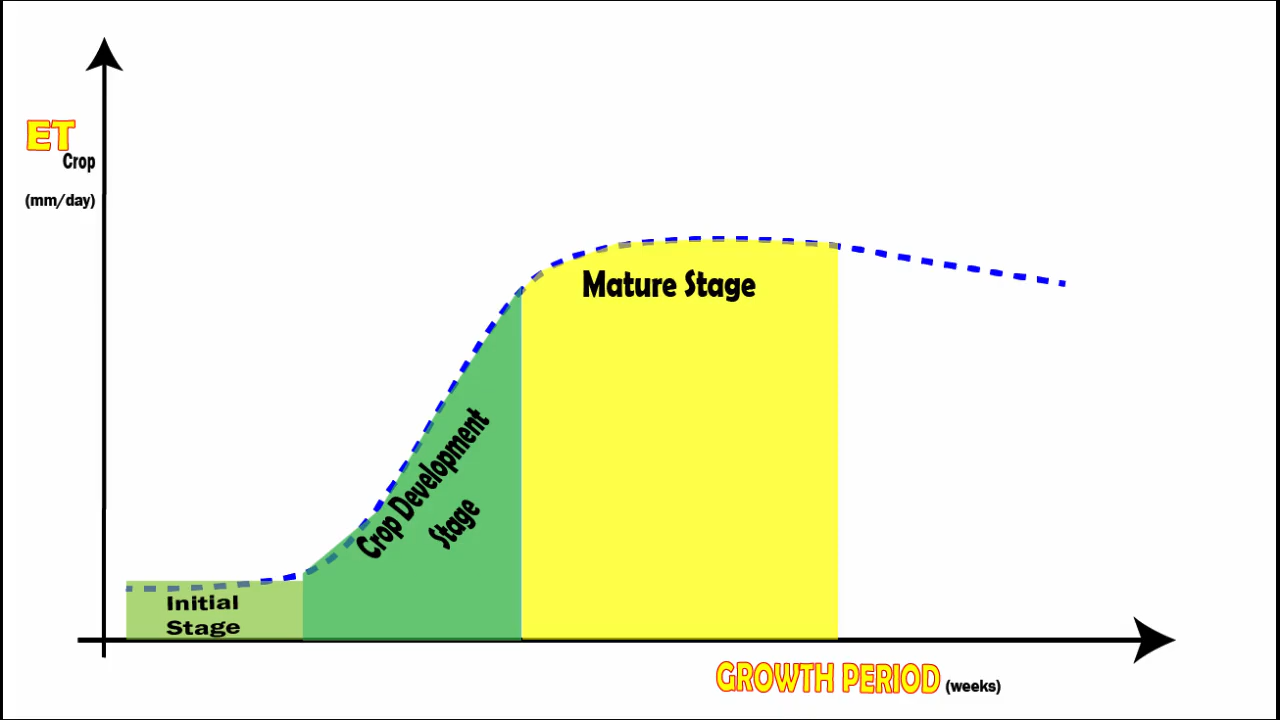 ET
Crop
(mm/day)
Mature Stage
Crop Development
Stage
Initial
Stage
GROWTH PERIOD (weeks)